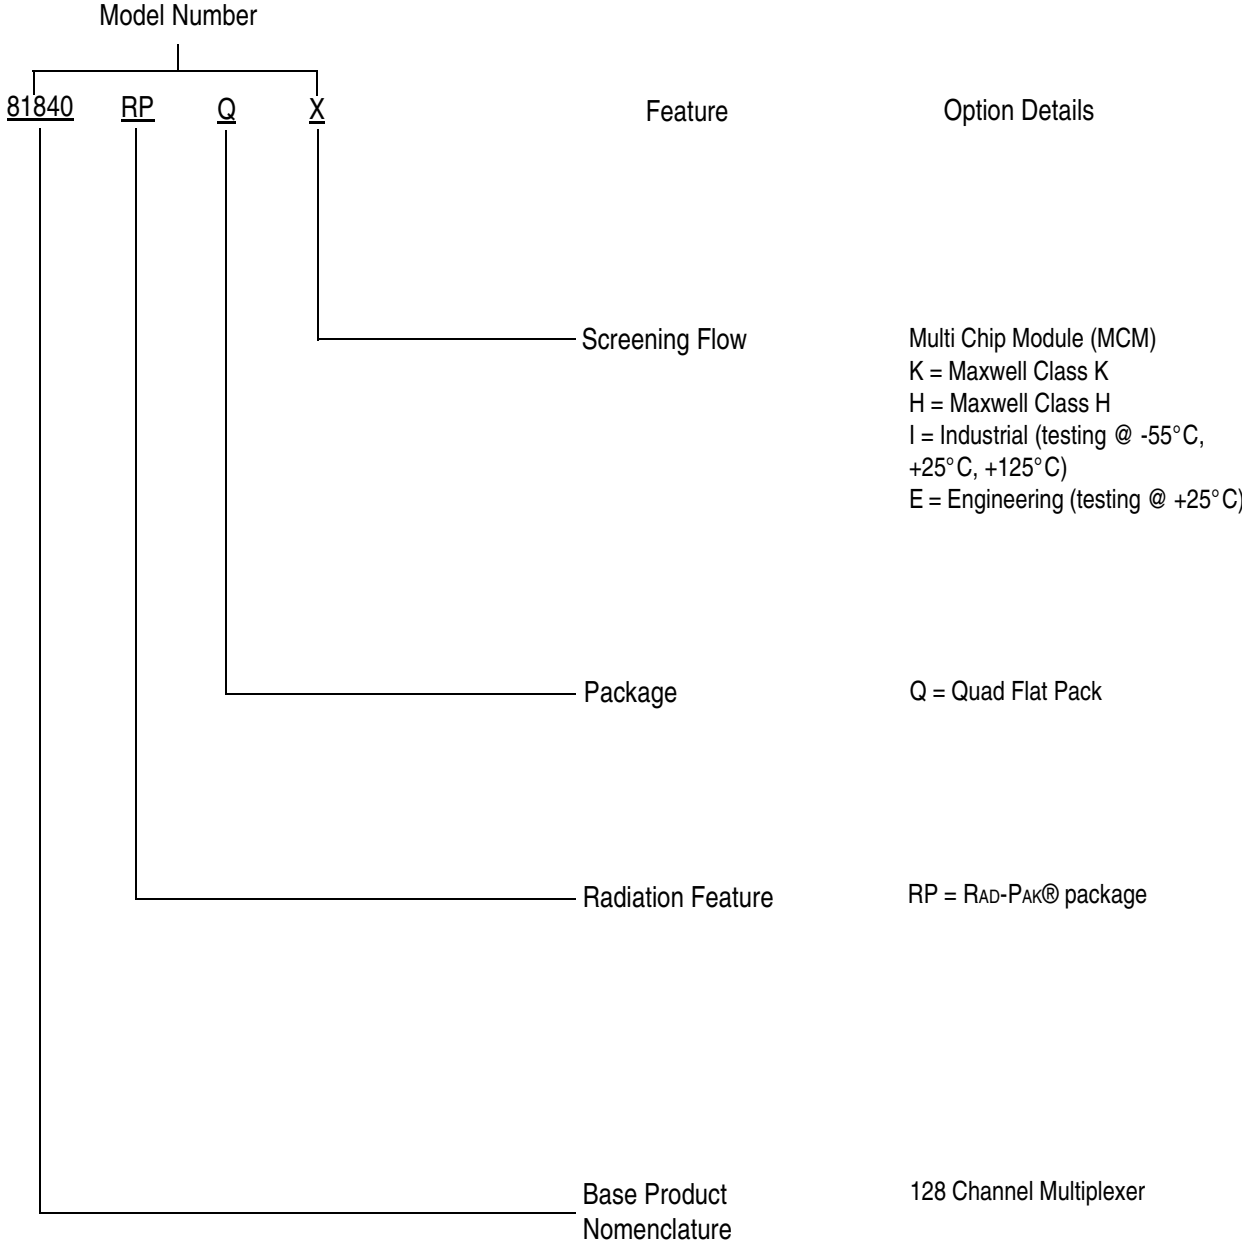 Model Number
81840 RP Q X Feature Option Details
Screening Flow Multi Chip Module (MCM)
K = Maxwell Class K
H = Maxwell Class H
I = Industrial (testing @ -55°C,
+25°C, +125°C)
E = Engineering (testing @ +25°C)
Package Q = Quad Flat Pack
Radiation Feature RP = RAD-PAK® package
Base Product 128 Channel Multiplexer
Nomenclature